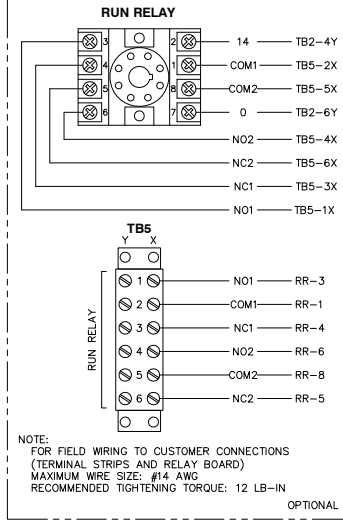 RUN RELAY
3 2 14 TB2-4Y
4 1 COM1 TB5-2X
5 8 COM2 TB5-5X
6 7 0 TB2-6Y
NO2 TB5-4X
NC2 TB5-6X
NC1 TB5-3X
NO1 TB5-1X
TB5
Y X
RUN RELAY
1 NO1 RR-3
2 COM1 RR-1
3 NC1 RR-4
4 NO2 RR-6
5 COM2 RR-8
6 NC2 RR-5
NOTE:
FOR FIELD WIRING TO CUSTOMER CONNECTIONS
(TERMINAL STRIPS AND RELAY BOARD)
MAXIMUM WIRE SIZE: #14 AWG
RECOMMENDED TIGHTENING TORQUE: 12 LB-IN
OPTIONAL